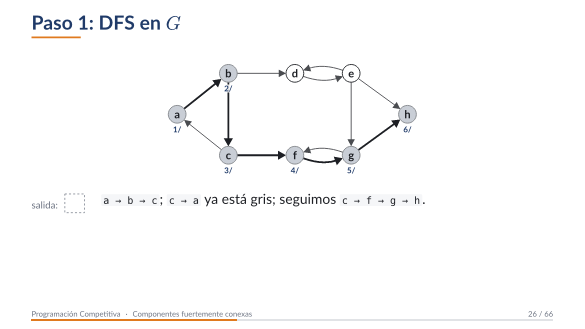 Paso 1: DFS en G
b
d
e
2/
a
h
1/
6/
c
f
g
3/
4/
5/
salida:
a → b → c; c → a ya está gris; seguimos c → f → g → h.
Programación Competitiva · Componentes fuertemente conexas
26 / 66